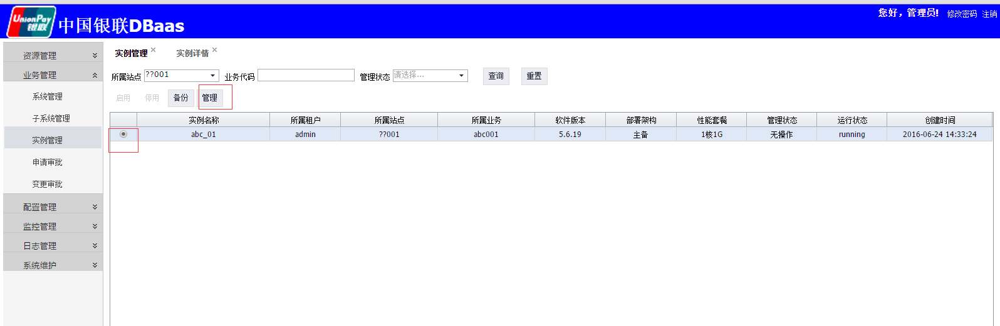 您好，管理员! 修改密码 注销
UnionPay
银联
中国银联DBaas
资源管理
业务管理
系统管理
子系统管理
实例管理
申请审批
变更审批
配置管理
监控管理
日志管理
系统维护
实例管理 实例详情
所属站点 ??001 业务代码 管理状态 请选择... 查询 重置
启用 停用 备份 管理
实例名称 所属租户 所属站点 所属业务 软件版本 部署架构 性能套餐 管理状态 运行状态 创建时间
abc_01 admin ??001 abc001 5.6.19 主备 1核1G 无操作 running 2016-06-24 14:33:24